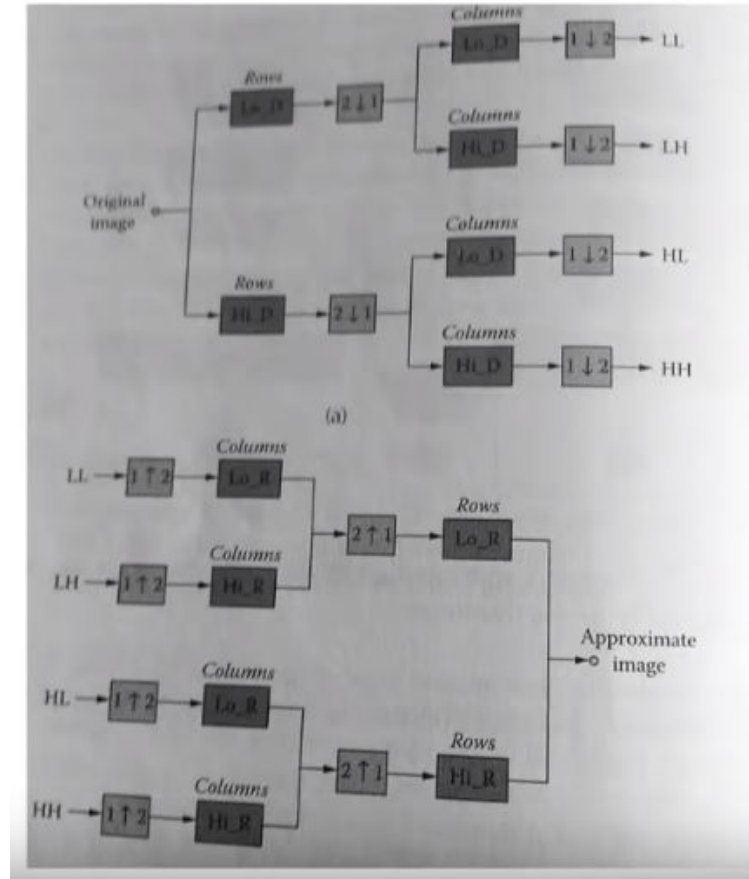 Columns
Lo_D
1 ↓ 2
LL
Rows
Lo_D
2 ↓ 1
Columns
Hi_D
1 ↓ 2
LH
Original
image
Columns
Lo_D
1 ↓ 2
HL
Rows
Hi_D
2 ↓ 1
Columns
Hi_D
1 ↓ 2
HH
(a)
Columns
LL
1 ↑ 2
Lo_R
Rows
2 ↑ 1
Lo_R
Columns
LH
1 ↑ 2
Hi_R
Approximate
image
Columns
HL
1 ↑ 2
Lo_R
Rows
2 ↑ 1
Hi_R
Columns
HH
1 ↑ 2
Hi_R